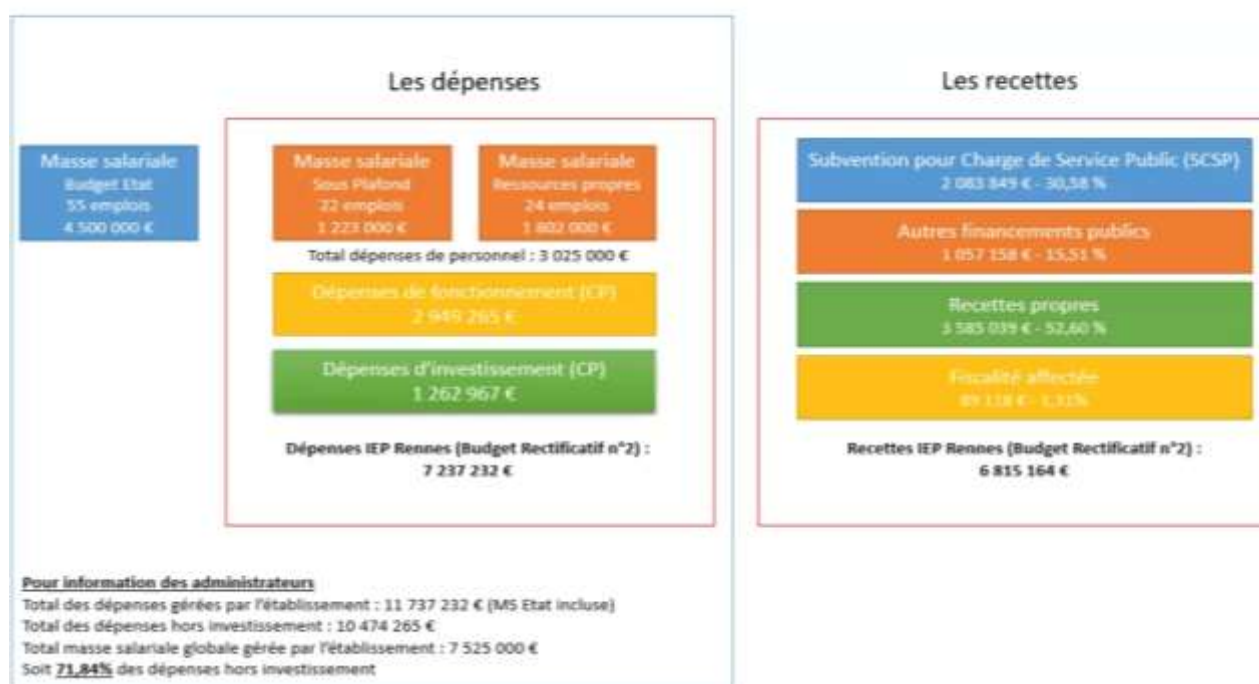 Les dépenses
Masse salariale
Budget Etat
55 emplois
4 500 000 €
Masse salariale
Sous Plafond
22 emplois
1 223 000 €
Masse salariale
Ressources propres
24 emplois
1 802 000 €
Total dépenses de personnel : 3 025 000 €
Dépenses de fonctionnement (CP)
2 949 265 €
Dépenses d'investissement (CP)
1 262 967 €
Dépenses IEP Rennes (Budget Rectificatif n°2) :
7 237 232 €
Les recettes
Subvention pour Charge de Service Public (SCSP)
2 083 849 € - 30,58 %
Autres financements publics
1 057 158 € - 15,51 %
Recettes propres
3 585 039 € - 52,60 %
Fiscalité affectée
89 118 € - 1,31%
Recettes IEP Rennes (Budget Rectificatif n°2) :
6 815 164 €
Pour information des administrateurs
Total des dépenses gérées par l'établissement : 11 737 232 € (MS Etat incluse)
Total des dépenses hors investissement : 10 474 265 €
Total masse salariale globale gérée par l'établissement : 7 525 000 €
Soit 71,84% des dépenses hors investissement